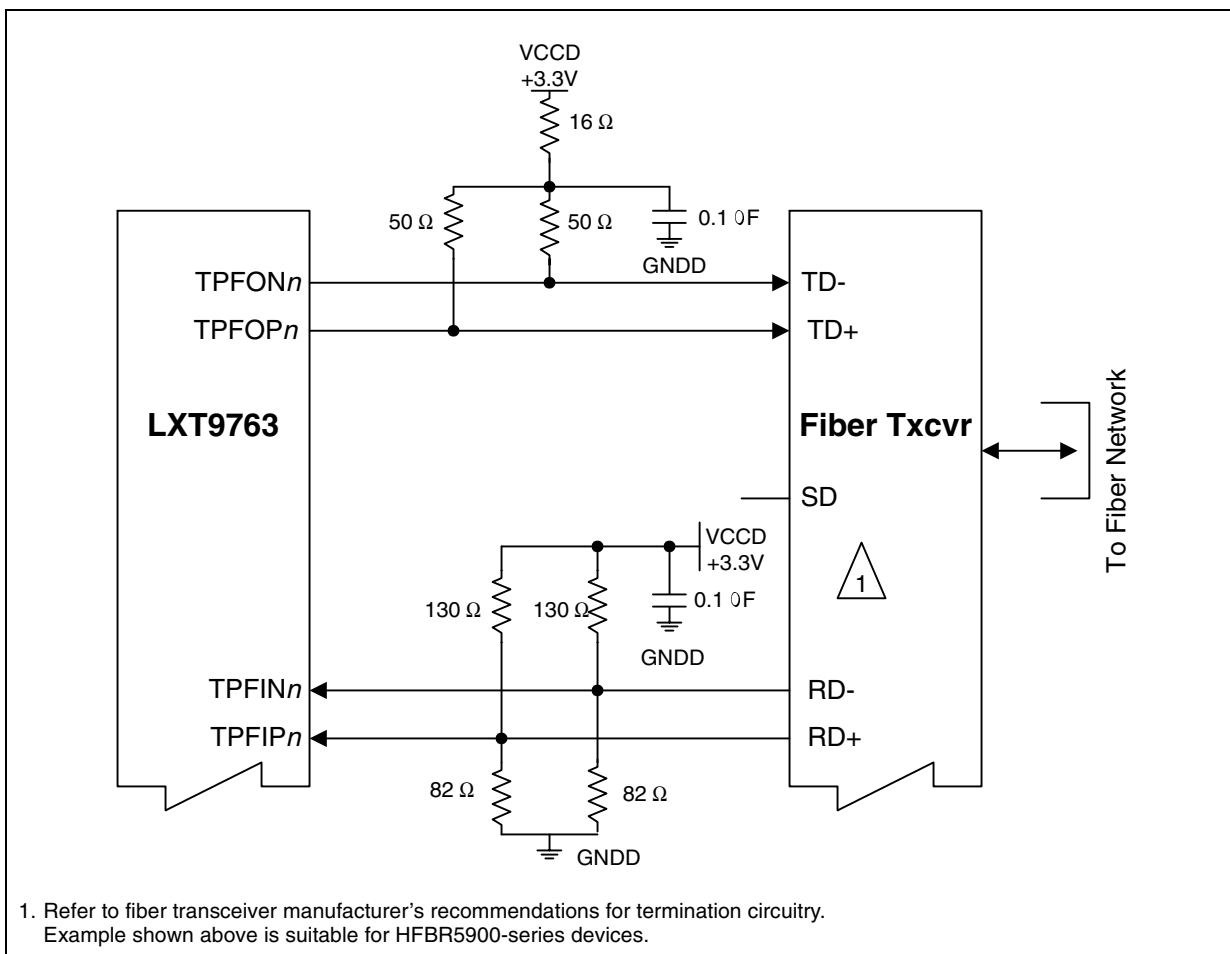 VCCD
+3.3V
16 Ω
50 Ω
50 Ω
0.1 0F
GNDD
TPFONn
TD-
TPFOPn
TD+
LXT9763
Fiber Txcvr
To Fiber Network
SD
VCCD
+3.3V
1
130 Ω
130 Ω
0.1 0F
GNDD
TPFINn
RD-
TPFIPn
RD+
82 Ω
82 Ω
GNDD
1. Refer to fiber transceiver manufacturer's recommendations for termination circuitry.
Example shown above is suitable for HFBR5900-series devices.